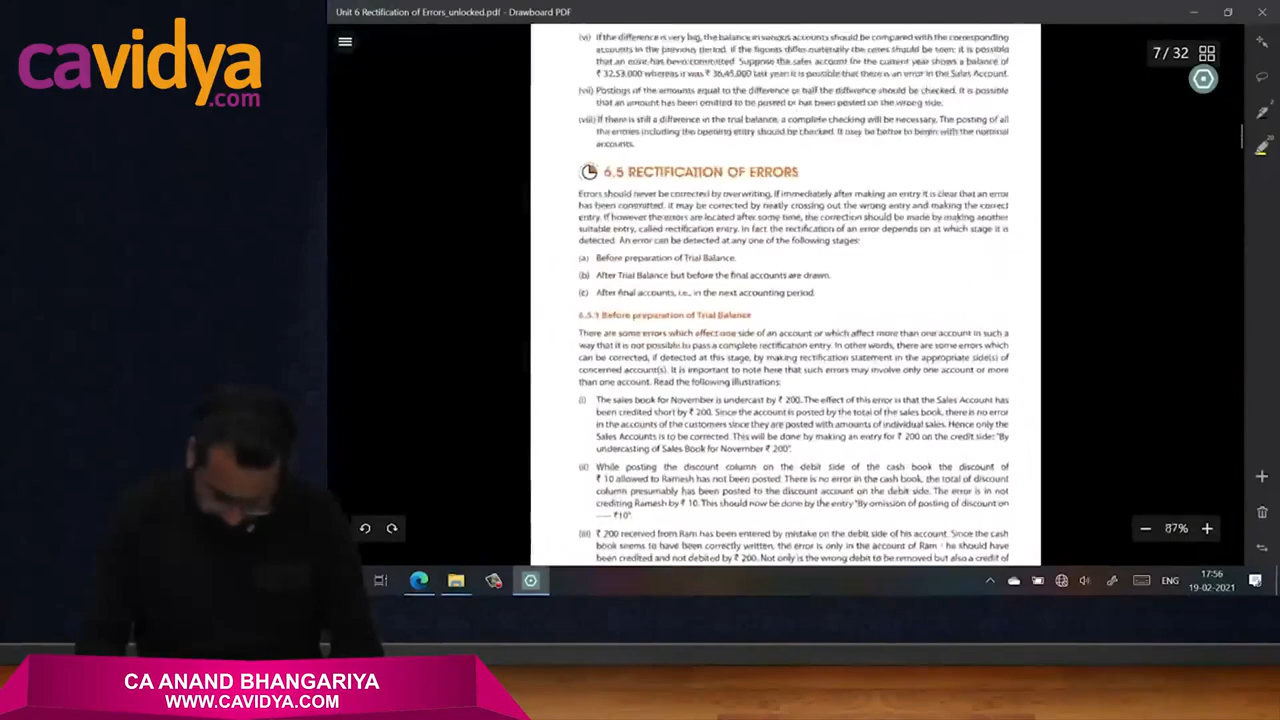 cavidya
.com
Unit 6 Rectification of Errors_unlocked.pdf - Drawboard PDF
7 / 32
(vi) If the difference is very big, the balance in various accounts should be compared with the corresponding
accounts in the previous period. If the figures differ materially the cases should be seen; it is possible
that an error has been committed. Suppose the sales account for the current year shows a balance of
₹ 32,53,000 whereas it was ₹ 36,45,000 last year; it is possible that there is an error in the Sales Account.
(vii) Postings of the amounts equal to the difference or half the difference should be checked. It is possible
that an amount has been omitted to be posted or has been posted on the wrong side.
(viii) If there is still a difference in the trial balance, a complete checking will be necessary. The posting of all
the entries including the opening entry should be checked. It may be better to begin with the nominal
accounts.
6.5 RECTIFICATION OF ERRORS
Errors should never be corrected by overwriting. If immediately after making an entry it is clear that an error
has been committed, it may be corrected by neatly crossing out the wrong entry and making the correct
entry. If however the errors are located after some time, the correction should be made by making another
suitable entry, called rectification entry. In fact the rectification of an error depends on at which stage it is
detected. An error can be detected at any one of the following stages:
(a) Before preparation of Trial Balance.
(b) After Trial Balance but before the final accounts are drawn.
(c) After final accounts, i.e., in the next accounting period.
6.5.1 Before preparation of Trial Balance
There are some errors which affect one side of an account or which affect more than one account in such a
way that it is not possible to pass a complete rectification entry. In other words, there are some errors which
can be corrected, if detected at this stage, by making rectification statement in the appropriate side(s) of
concerned account(s). It is important to note here that such errors may involve only one account or more
than one account. Read the following illustrations:
(i) The sales book for November is undercast by ₹ 200. The effect of this error is that the Sales Account has
been credited short by ₹ 200. Since the account is posted by the total of the sales book, there is no error
in the accounts of the customers since they are posted with amounts of individual sales. Hence only the
Sales Accounts is to be corrected. This will be done by making an entry for ₹ 200 on the credit side: "By
undercasting of Sales Book for November ₹ 200".
(ii) While posting the discount column on the debit side of the cash book the discount of
₹ 10 allowed to Ramesh has not been posted. There is no error in the cash book, the total of discount
column presumably has been posted to the discount account on the debit side. The error is in not
crediting Ramesh by ₹ 10. This should now be done by the entry "By omission of posting of discount on
—— ₹10".
(iii) ₹ 200 received from Ram has been entered by mistake on the debit side of his account. Since the cash
book seems to have been correctly written, the error is only in the account of Ram : he should have
been credited and not debited by ₹ 200. Not only is the wrong debit to be removed but also a credit of
87%
ENG
17:56
19-02-2021
CA ANAND BHANGARIYA
WWW.CAVIDYA.COM